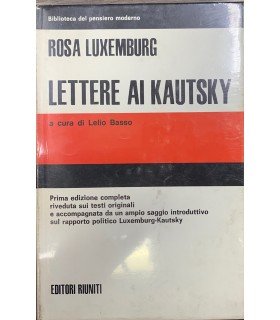 Biblioteca del pensiero moderno
ROSA LUXEMBURG
LETTERE AI KAUTSKY
a cura di Lelio Basso
Prima edizione completa
riveduta sui testi originali
e accompagnata da un ampio saggio introduttivo
sul rapporto politico Luxemburg-Kautsky
EDITORI RIUNITI